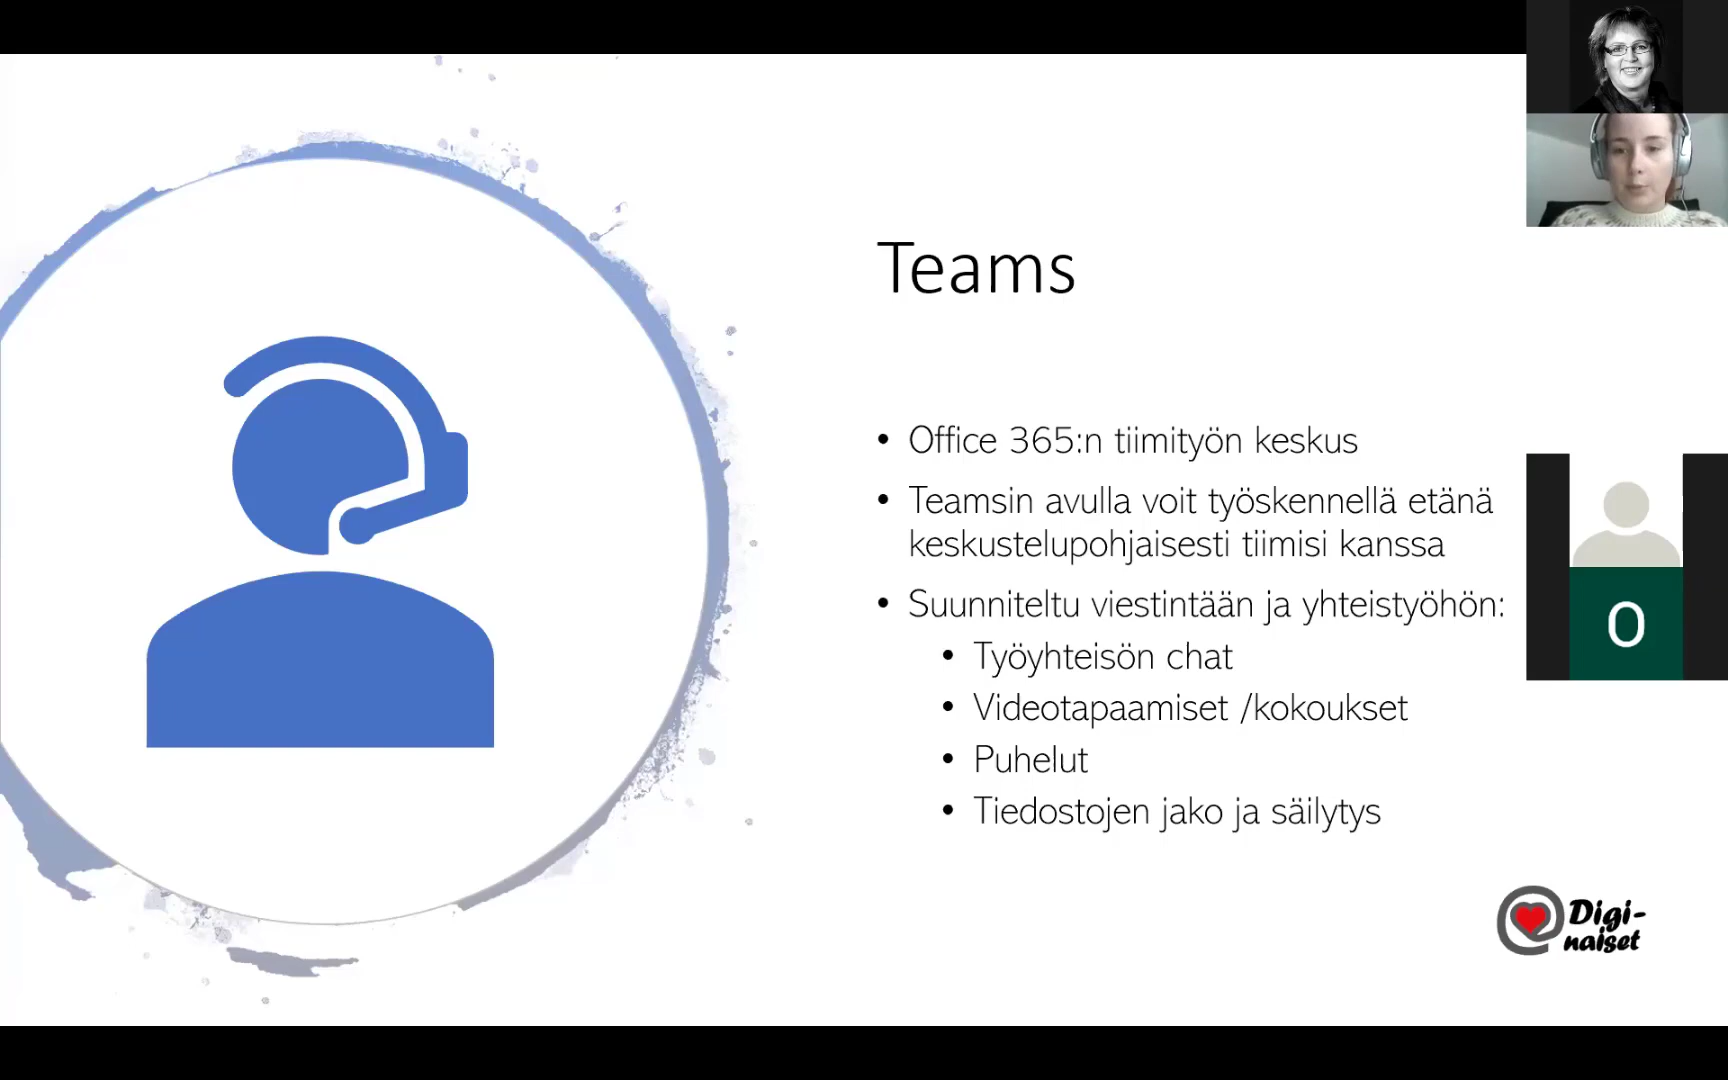 Teams
• Office 365:n tiimityön keskus
• Teamsin avulla voit työskennellä etänä
keskustelupohjaisesti tiimisi kanssa
• Suunniteltu viestintään ja yhteistyöhön:
• Työyhteisön chat
• Videotapaamiset /kokoukset
• Puhelut
• Tiedostojen jako ja säilytys
O
Digi-
naiset